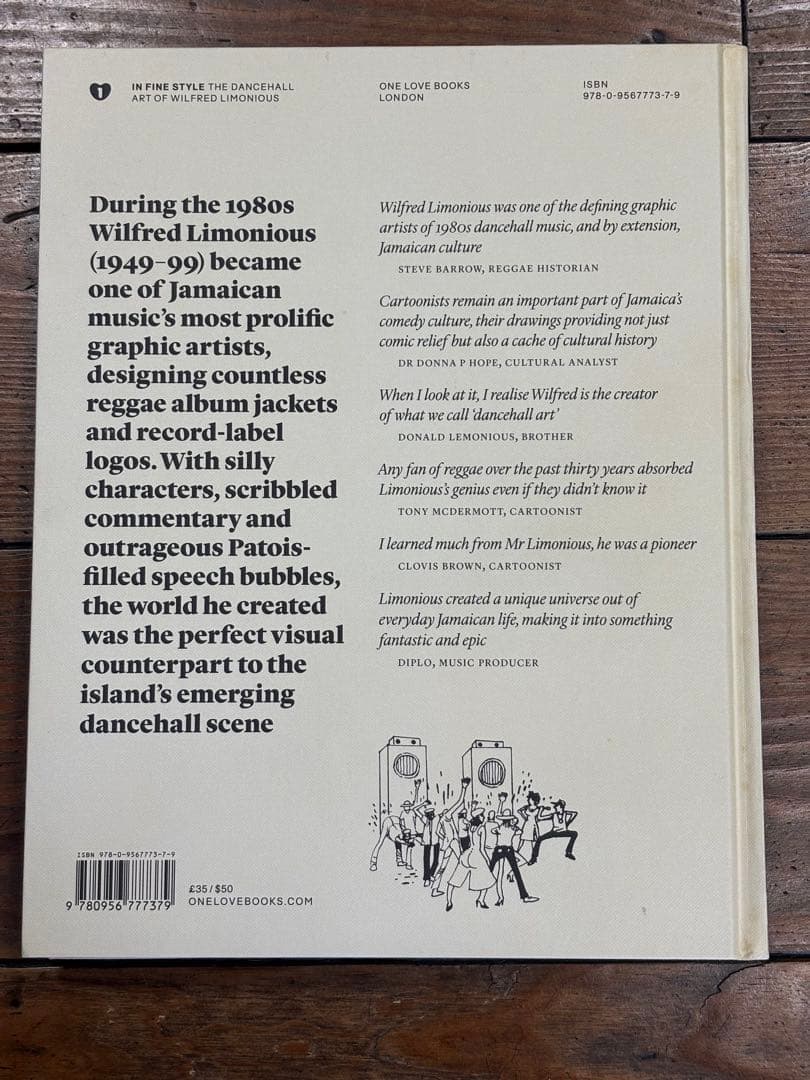 1
IN FINE STYLE THE DANCEHALL
ART OF WILFRED LIMONIOUS
ONE LOVE BOOKS
LONDON
ISBN
978-0-9567773-7-9
During the 1980s
Wilfred Limonious
(1949–99) became
one of Jamaican
music's most prolific
graphic artists,
designing countless
reggae album jackets
and record-label
logos. With silly
characters, scribbled
commentary and
outrageous Patois-
filled speech bubbles,
the world he created
was the perfect visual
counterpart to the
island's emerging
dancehall scene
Wilfred Limonious was one of the defining graphic
artists of 1980s dancehall music, and by extension,
Jamaican culture
STEVE BARROW, REGGAE HISTORIAN
Cartoonists remain an important part of Jamaica's
comedy culture, their drawings providing not just
comic relief but also a cache of cultural history
DR DONNA P HOPE, CULTURAL ANALYST
When I look at it, I realise Wilfred is the creator
of what we call 'dancehall art'
DONALD LEMONIOUS, BROTHER
Any fan of reggae over the past thirty years absorbed
Limonious's genius even if they didn't know it
TONY MCDERMOTT, CARTOONIST
I learned much from Mr Limonious, he was a pioneer
CLOVIS BROWN, CARTOONIST
Limonious created a unique universe out of
everyday Jamaican life, making it into something
fantastic and epic
DIPLO, MUSIC PRODUCER
ISBN 978-0-9567773-7-9
9 780956 777379
£35 / $50
ONELOVEBOOKS.COM